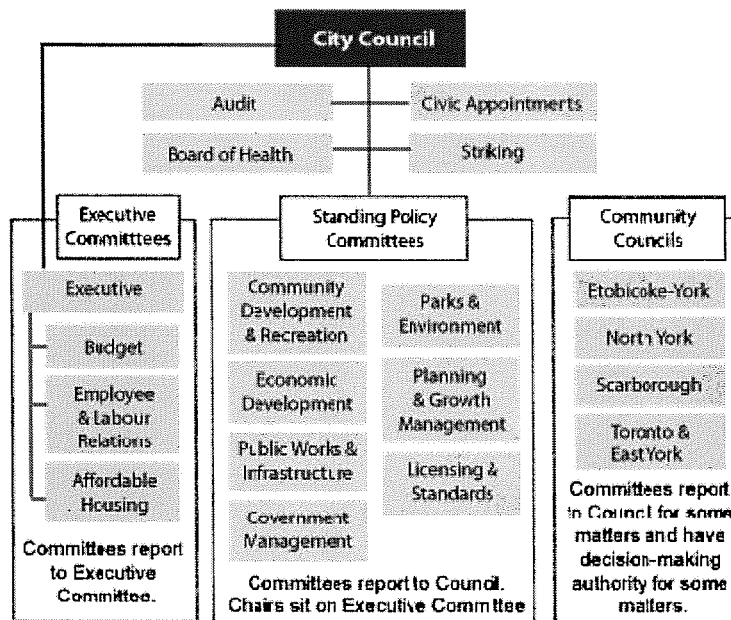 City Council
Audit
Civic Appointments
Board of Health
Striking
Executive
Committtees
Executive
Budget
Employee
& Labour
Relations
Affordable
Housing
Committees report
to Executive
Committee.
Standing Policy
Committees
Community
Development
& Recreation
Economic
Development
Public Works &
Infrastructure
Government
Management
Parks &
Environment
Planning
& Growth
Management
Licensing &
Standards
Committees report to Council.
Chairs sit on Executive Committee
Community
Councils
Etobicoke-York
North York
Scarborough
Toronto &
East York
Committees report
to Council for some
matters and have
decision-making
authority for some
matters.